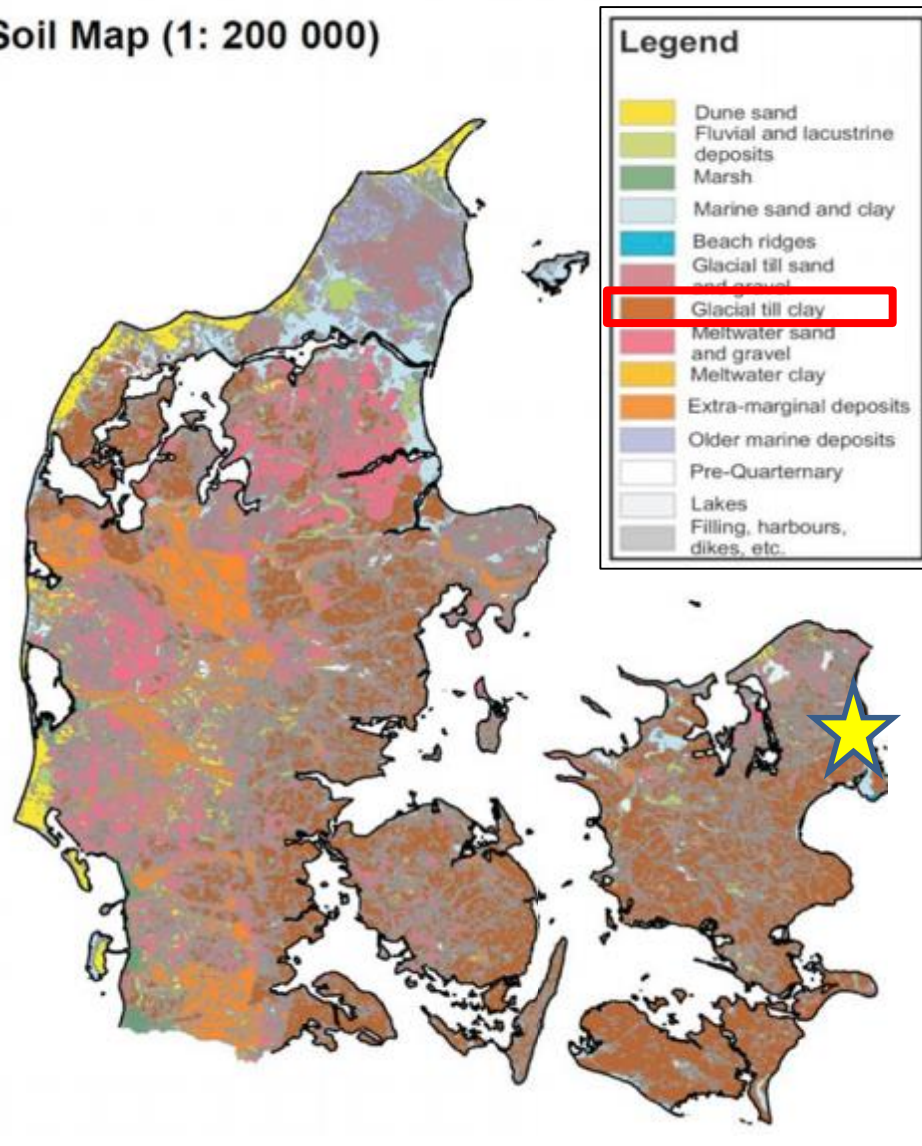 Soil Map (1: 200 000)
Legend
Dune sand
Fluvial and lacustrine
deposits
Marsh
Marine sand and clay
Beach ridges
Glacial till sand
and gravel
Glacial till clay
Meltwater sand
and gravel
Meltwater clay
Extra-marginal deposits
Older marine deposits
Pre-Quarternary
Lakes
Filling, harbours,
dikes, etc.